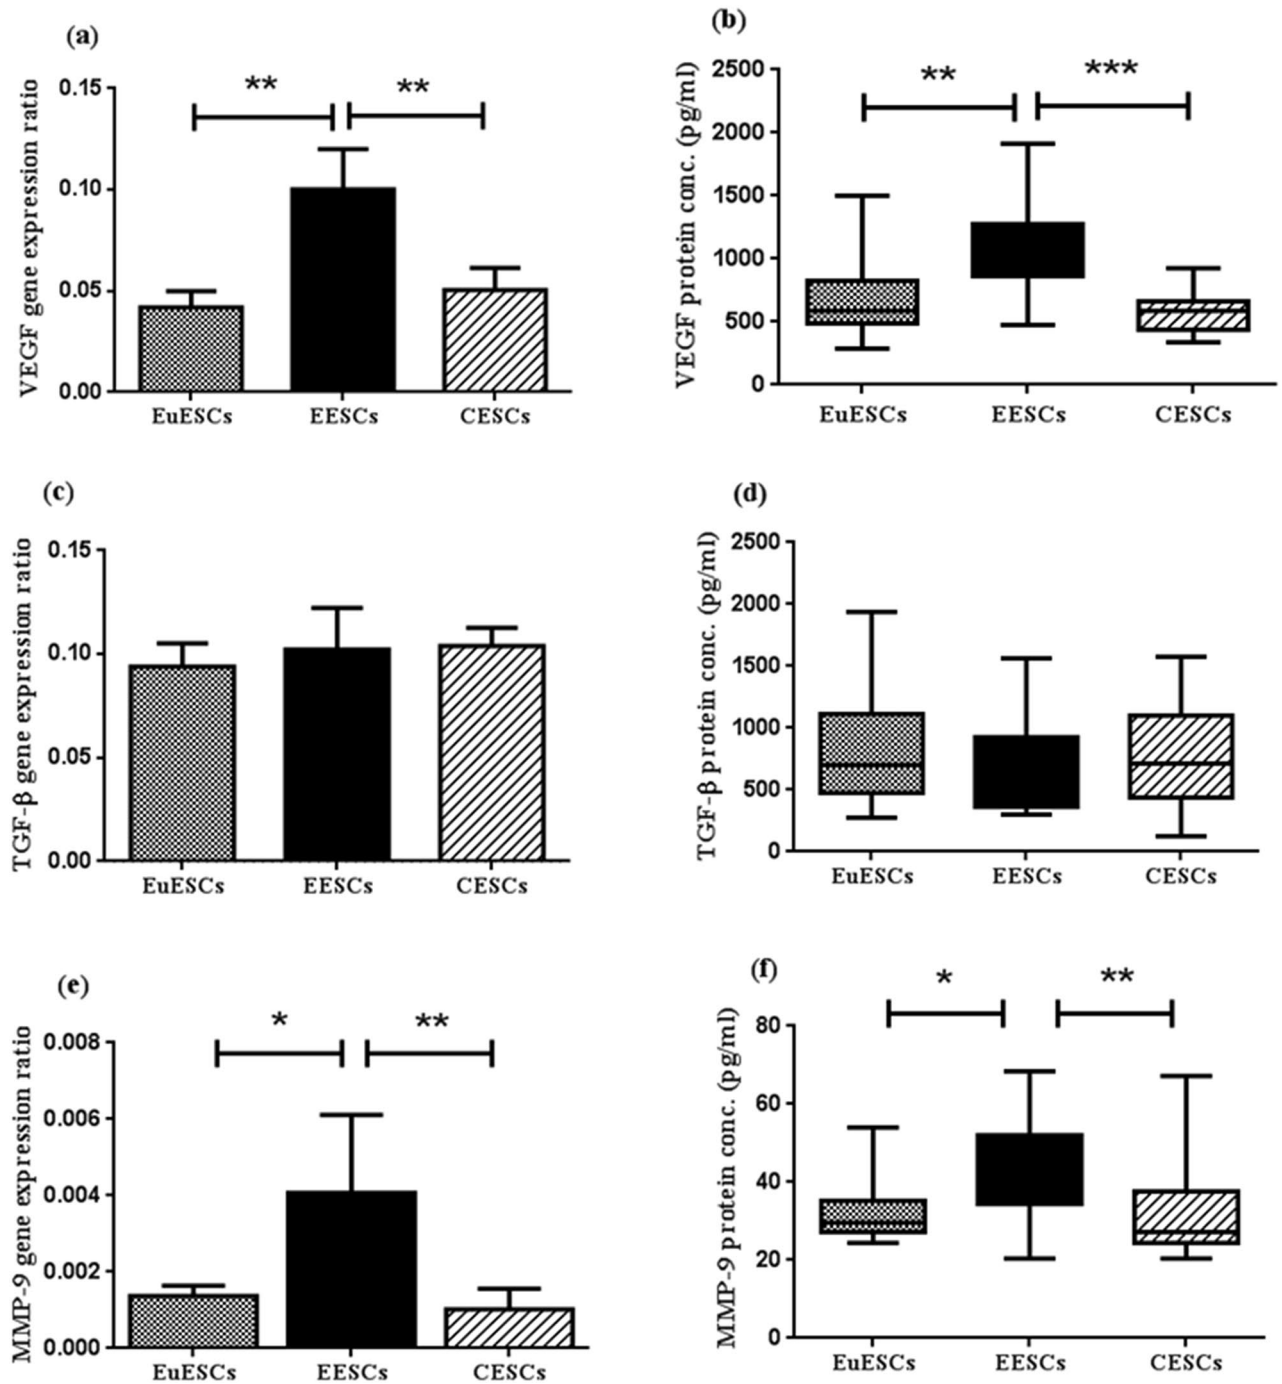 (a)
VEGF gene expression ratio
0.15
0.10
0.05
0.00
** **
EuESCs EESCs CESCs
(b)
VEGF protein conc. (pg/ml)
2500
2000
1500
1000
500
0
** ***
EuESCs EESCs CESCs
(c)
TGF-β gene expression ratio
0.15
0.10
0.05
0.00
EuESCs EESCs CESCs
(d)
TGF-β protein conc. (pg/ml)
2500
2000
1500
1000
500
0
EuESCs EESCs CESCs
(e)
MMP-9 gene expression ratio
0.008
0.006
0.004
0.002
0.000
* **
EuESCs EESCs CESCs
(f)
MMP-9 protein conc. (pg/ml)
80
60
40
20
0
* **
EuESCs EESCs CESCs